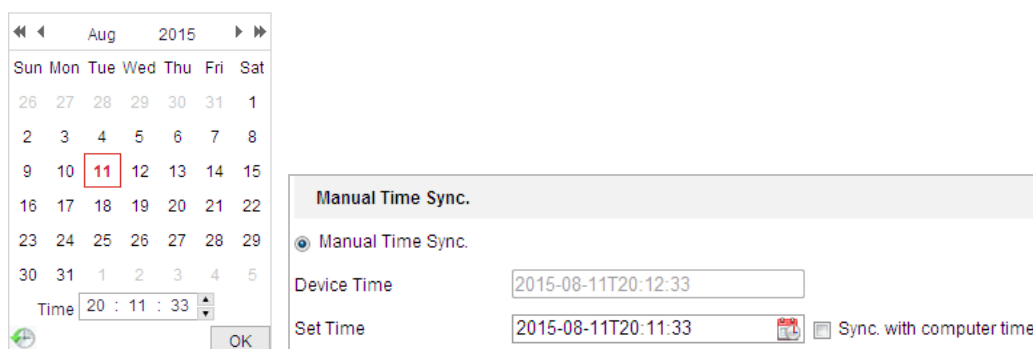 Aug 2015
Sun Mon Tue Wed Thu Fri Sat
26 27 28 29 30 31 1
2 3 4 5 6 7 8
9 10 11 12 13 14 15
16 17 18 19 20 21 22
23 24 25 26 27 28 29
30 31 1 2 3 4 5
Time 20 : 11 : 33
OK
Manual Time Sync.
Manual Time Sync.
Device Time 2015-08-11T20:12:33
Set Time 2015-08-11T20:11:33 Sync. with computer time